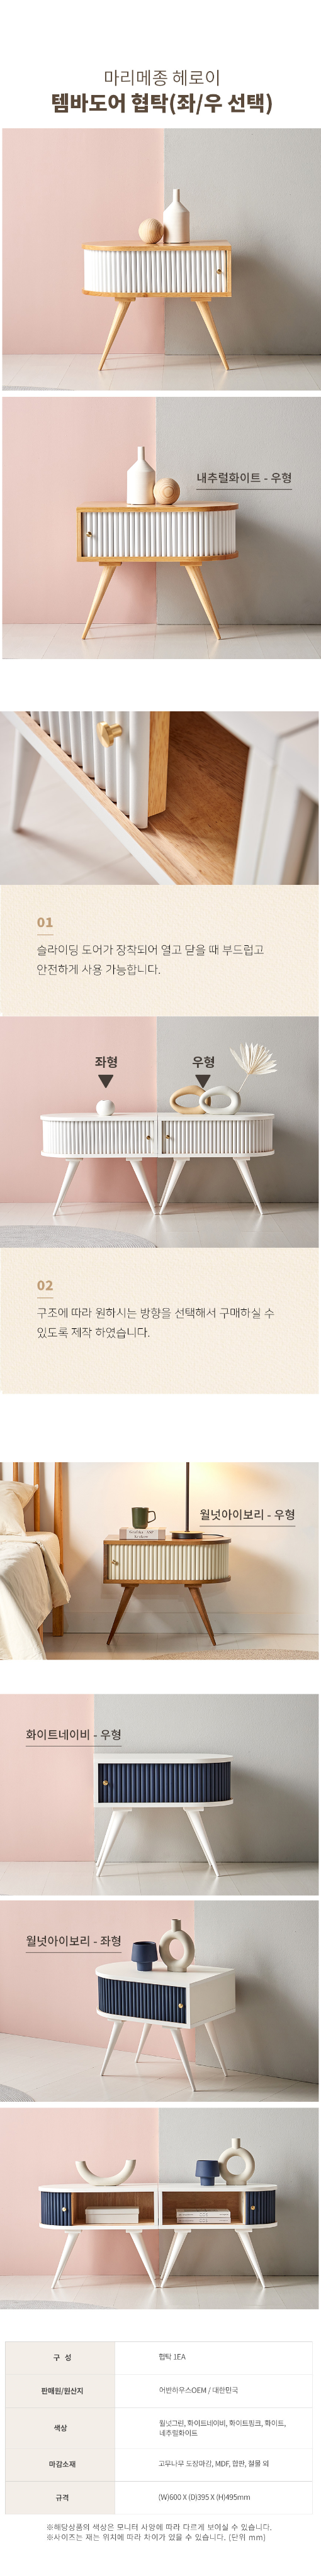 마리메종 헤로이
템바도어 협탁(좌/우 선택)
내추럴화이트 - 우형
01
슬라이딩 도어가 장착되어 열고 닫을 때 부드럽고
안전하게 사용 가능합니다.
좌형
우형
02
구조에 따라 원하시는 방향을 선택해서 구매하실 수
있도록 제작 하였습니다.
월넛아이보리 - 우형
화이트네이비 - 우형
월넛아이보리 - 좌형
구 성
협탁 1EA
판매원/원산지
어반하우스OEM / 대한민국
색상
월넛그린, 화이트네이비, 화이트핑크, 화이트,
네추럴화이트
마감소재
고무나무 도장마감, MDF, 합판, 철물 외
규격
(W)600 X (D)395 X (H)495mm
※해당상품의 색상은 모니터 사양에 따라 다르게 보여실 수 있습니다.
※사이즈는 재는 위치에 따라 차이가 있을 수 있습니다. (단위 mm)